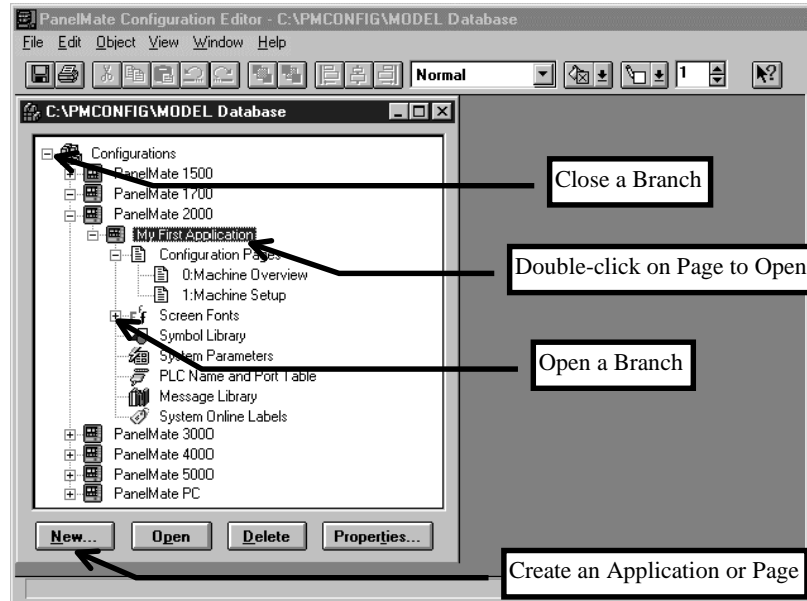 PanelMate Configuration Editor - C:\PMCONFIG\MODEL Database
File Edit Object View Window Help
Normal
1
C:\PMCONFIG\MODEL Database
Configurations
PanelMate 1500
PanelMate 1700
PanelMate 2000
My First Application
Configuration Pages
0:Machine Overview
1:Machine Setup
Screen Fonts
Symbol Library
System Parameters
PLC Name and Port Table
Message Library
System Online Labels
PanelMate 3000
PanelMate 4000
PanelMate 5000
PanelMate PC
New... Open Delete Properties...
Close a Branch
Double-click on Page to Open
Open a Branch
Create an Application or Page